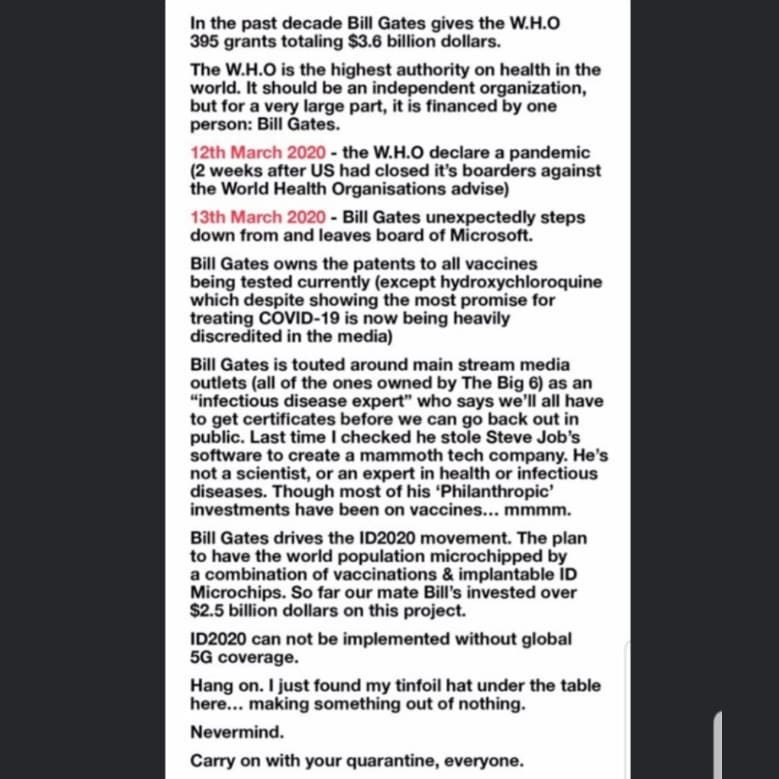 In the past decade Bill Gates gives the W.H.O
395 grants totaling $3.6 billion dollars.
The W.H.O is the highest authority on health in the
world. It should be an independent organization,
but for a very large part, it is financed by one
person: Bill Gates.
12th March 2020 - the W.H.O declare a pandemic
(2 weeks after US had closed it's boarders against
the World Health Organisations advise)
13th March 2020 - Bill Gates unexpectedly steps
down from and leaves board of Microsoft.
Bill Gates owns the patents to all vaccines
being tested currently (except hydroxychloroquine
which despite showing the most promise for
treating COVID-19 is now being heavily
discredited in the media)
Bill Gates is touted around main stream media
outlets (all of the ones owned by The Big 6) as an
“infectious disease expert” who says we'll all have
to get certificates before we can go back out in
public. Last time I checked he stole Steve Job's
software to create a mammoth tech company. He's
not a scientist, or an expert in health or infectious
diseases. Though most of his ‘Philanthropic’
investments have been on vaccines... mmmm.
Bill Gates drives the ID2020 movement. The plan
to have the world population microchipped by
a combination of vaccinations & implantable ID
Microchips. So far our mate Bill's invested over
$2.5 billion dollars on this project.
ID2020 can not be implemented without global
5G coverage.
Hang on. I just found my tinfoil hat under the table
here... making something out of nothing.
Nevermind.
Carry on with your quarantine, everyone.